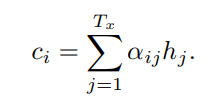 c_i = \sum_{j=1}^{T_x} \alpha_{ij} h_j.